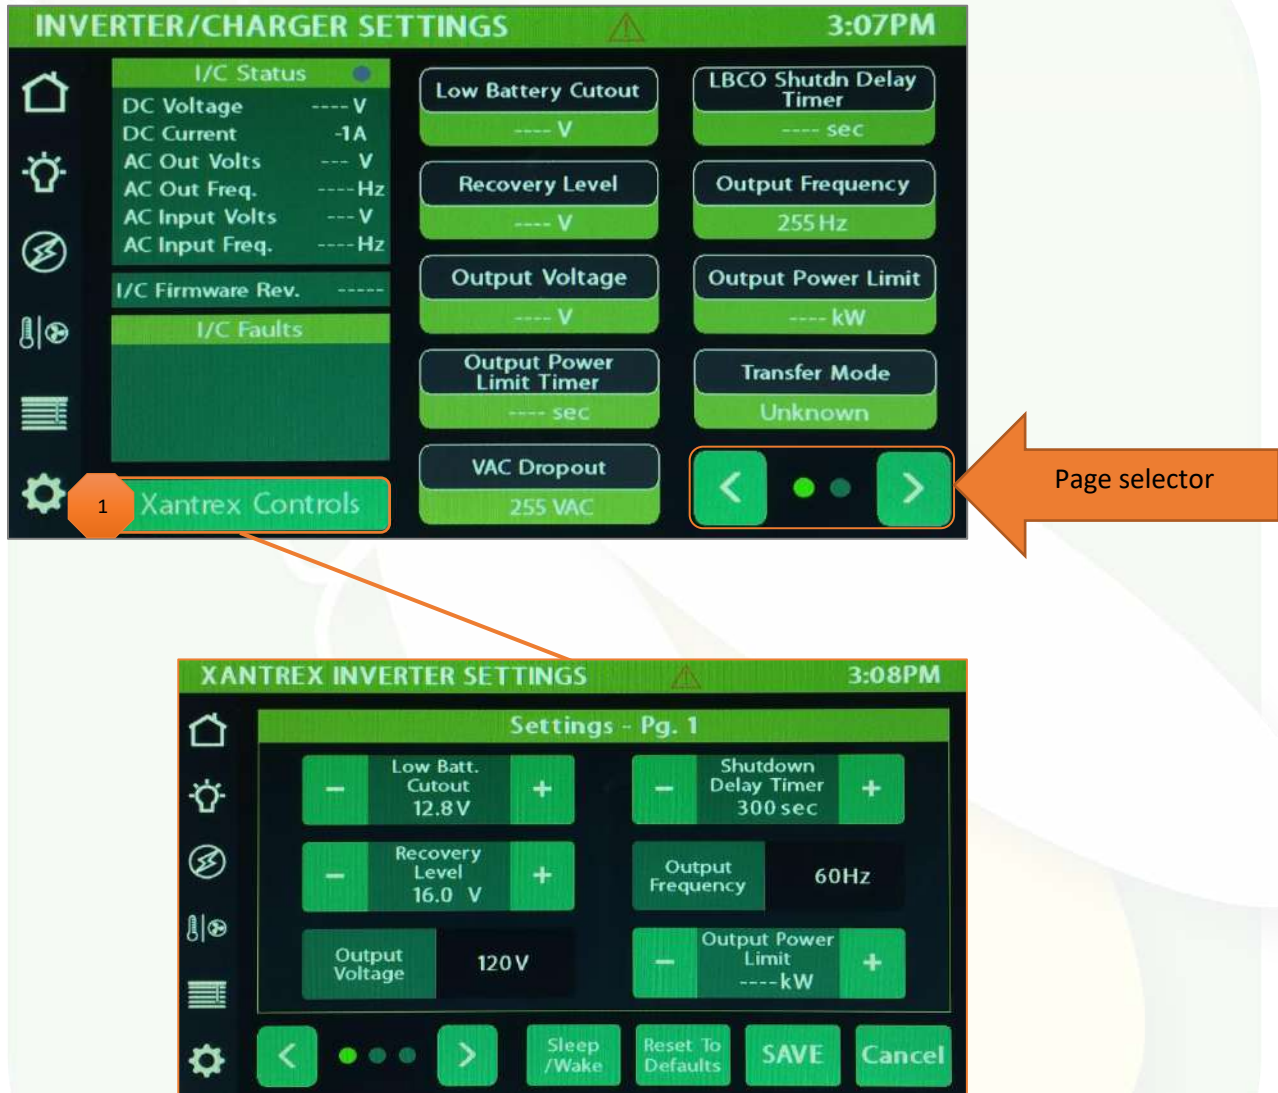 INVERTER/CHARGER SETTINGS
3:07PM
I/C Status
DC Voltage ---- V
DC Current -1A
AC Out Volts --- V
AC Out Freq. ---- Hz
AC Input Volts --- V
AC Input Freq. ---- Hz
I/C Firmware Rev. -----
I/C Faults
1
Xantrex Controls
Low Battery Cutout
---- V
LBCO Shutdn Delay
Timer
---- sec
Recovery Level
---- V
Output Frequency
255 Hz
Output Voltage
---- V
Output Power Limit
---- kW
Output Power
Limit Timer
---- sec
Transfer Mode
Unknown
VAC Dropout
255 VAC
< >
Page selector
XANTREX INVERTER SETTINGS
3:08PM
Settings - Pg. 1
Low Batt.
Cutout
12.8 V
− +
Shutdown
Delay Timer
300 sec
− +
Recovery
Level
16.0 V
− +
Output
Frequency
60Hz
Output
Voltage
120 V
Output Power
Limit
---- kW
− +
< >
Sleep
/Wake
Reset To
Defaults
SAVE
Cancel